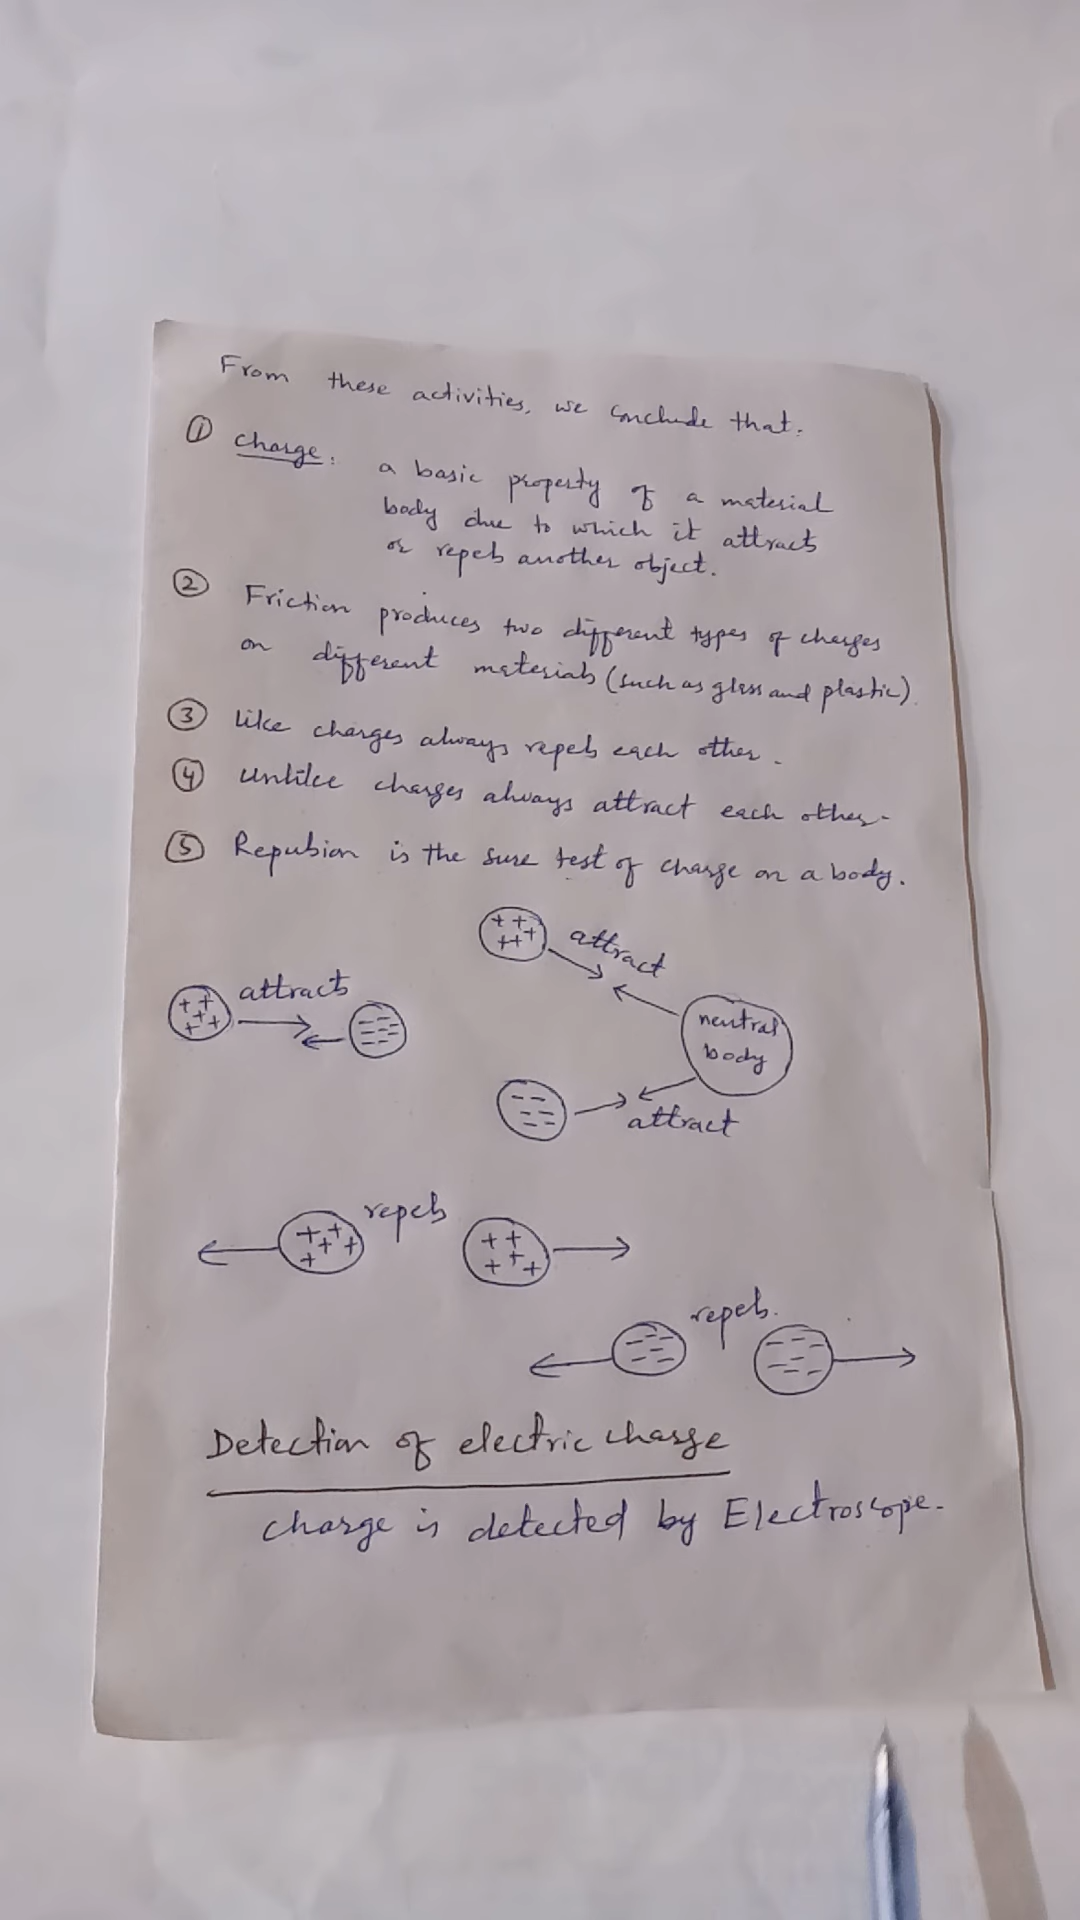 From these activities, we conclude that.
① Charge: a basic property of a material
body due to which it attracts
or repels another object.
② Friction produces two different types of charges
on different materials (such as glass and plastic).
③ Like charges always repels each other.
④ Unlike charges always attract each other.
⑤ Repulsion is the sure test of charge on a body.
+ + + + + attract
+ + + + + attracts - - - - - -
neutral
body
- - - - - - attract
+ + + + + repels + + + + +
- - - - - - repels. - - - - - -
Detection of electric charge
charge is detected by Electroscope.